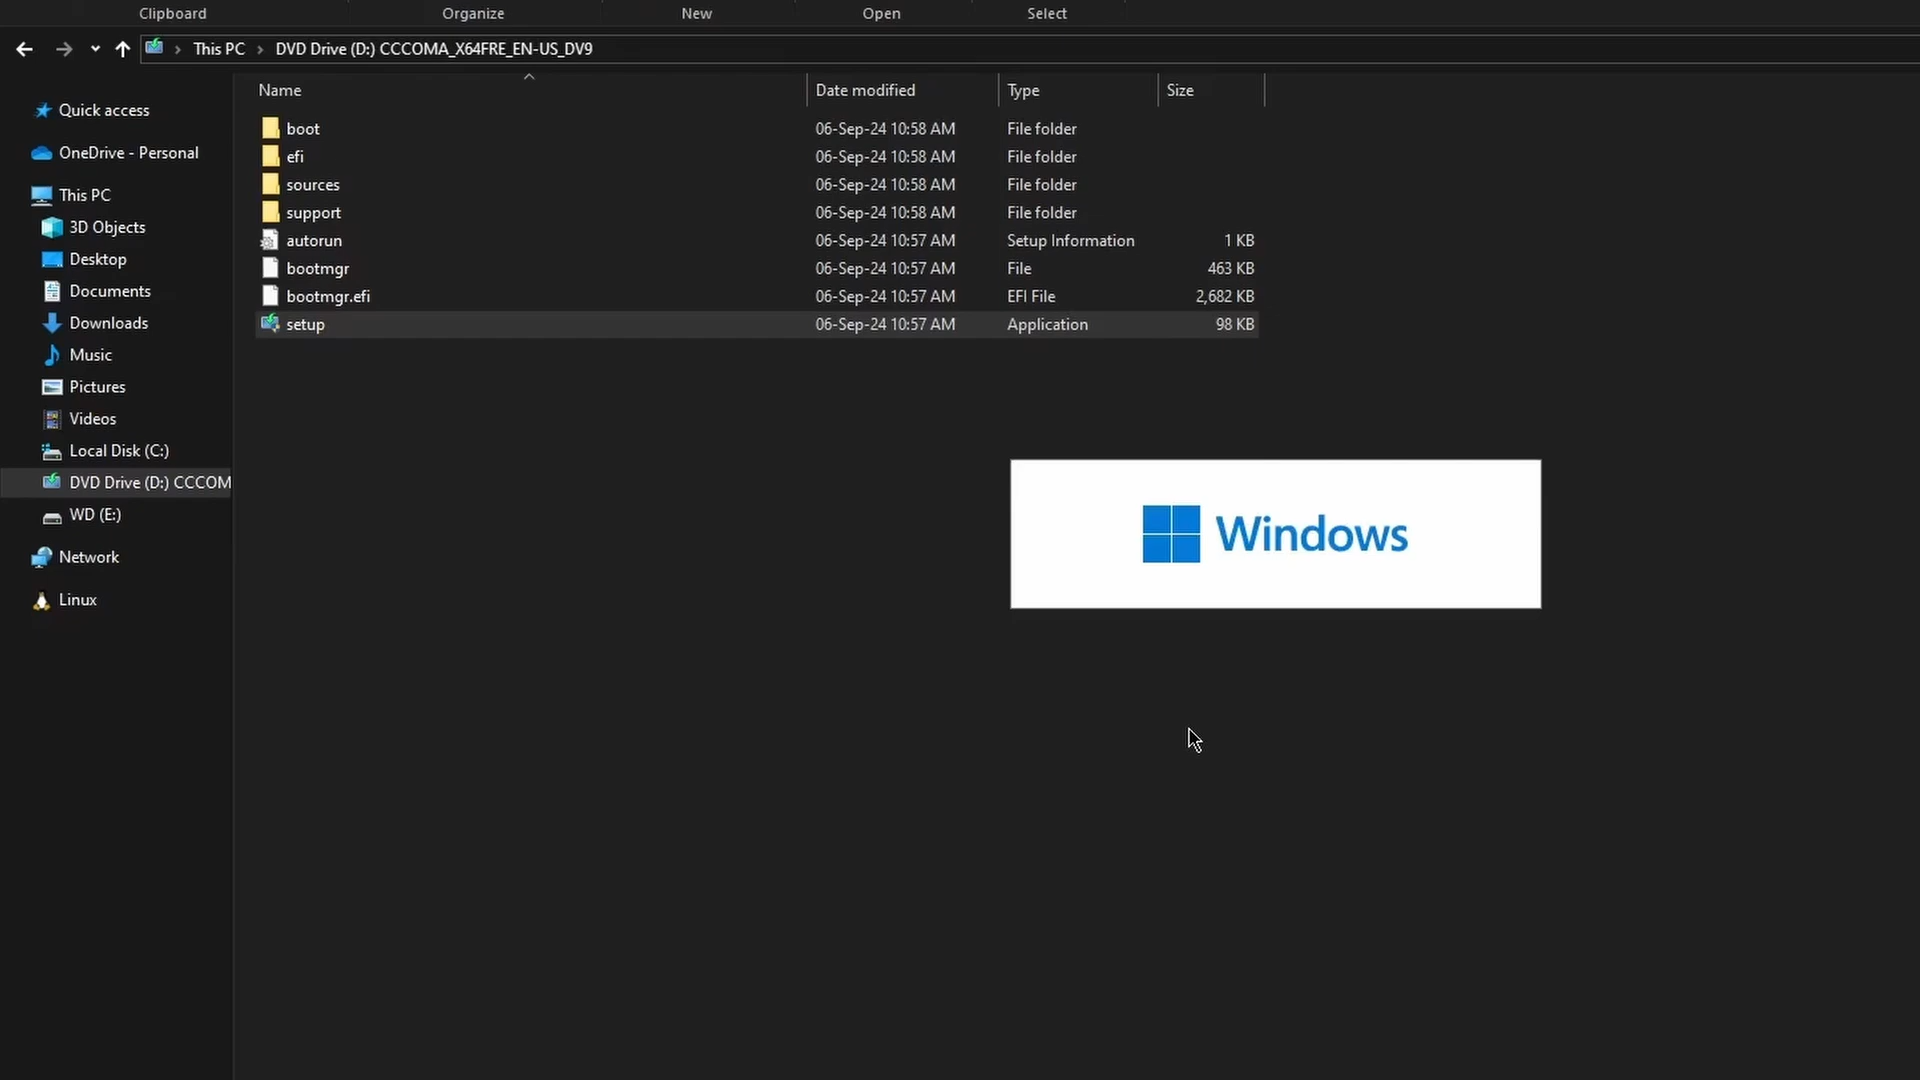 Clipboard Organize New Open Select
This PC DVD Drive (D:) CCCOMA_X64FRE_EN-US_DV9
Name Date modified Type Size
boot 06-Sep-24 10:58 AM File folder
efi 06-Sep-24 10:58 AM File folder
sources 06-Sep-24 10:58 AM File folder
support 06-Sep-24 10:58 AM File folder
autorun 06-Sep-24 10:57 AM Setup Information 1 KB
bootmgr 06-Sep-24 10:57 AM File 463 KB
bootmgr.efi 06-Sep-24 10:57 AM EFI File 2,682 KB
setup 06-Sep-24 10:57 AM Application 98 KB
Quick access
OneDrive - Personal
This PC
3D Objects
Desktop
Documents
Downloads
Music
Pictures
Videos
Local Disk (C:)
DVD Drive (D:) CCCOM
WD (E:)
Network
Linux
Windows